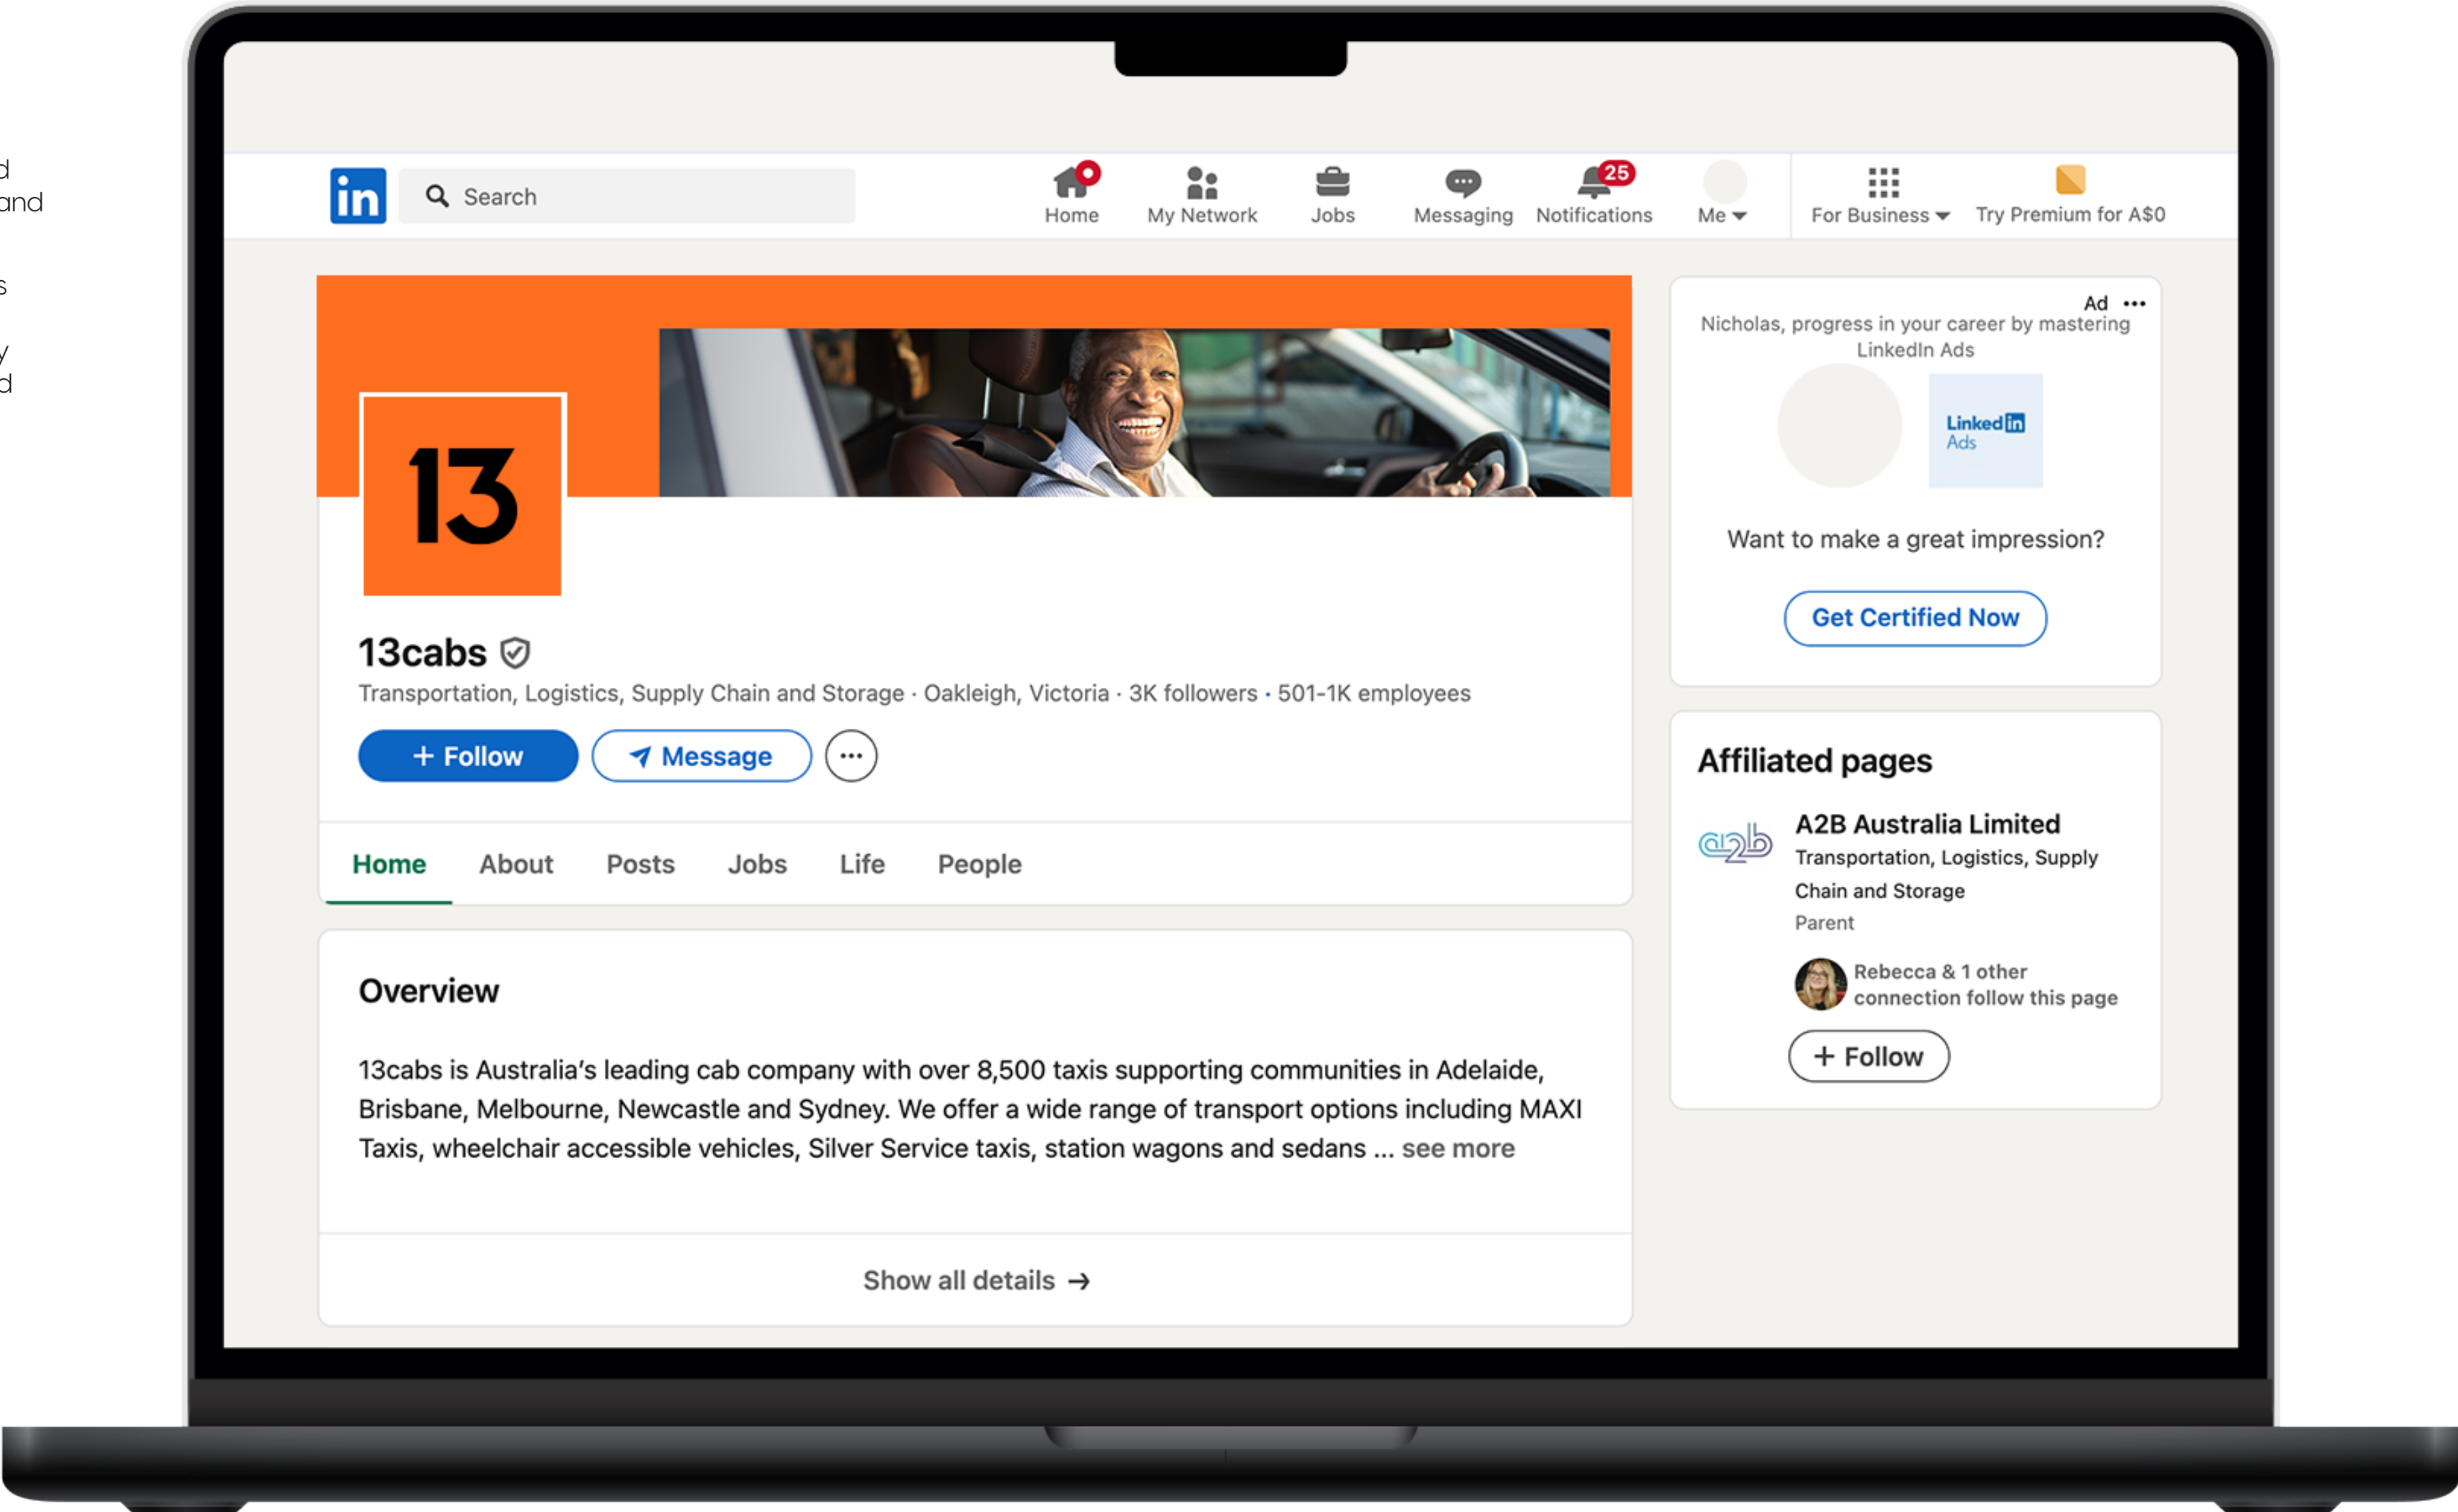 d
and
s
y
d
in
Search
Home
My Network
Jobs
Messaging
25
Notifications
Me
For Business
Try Premium for A$0
13
13cabs
Transportation, Logistics, Supply Chain and Storage · Oakleigh, Victoria · 3K followers · 501-1K employees
+ Follow
Message
Home
About
Posts
Jobs
Life
People
Overview
13cabs is Australia’s leading cab company with over 8,500 taxis supporting communities in Adelaide,
Brisbane, Melbourne, Newcastle and Sydney. We offer a wide range of transport options including MAXI
Taxis, wheelchair accessible vehicles, Silver Service taxis, station wagons and sedans ... see more
Show all details →
Ad
Nicholas, progress in your career by mastering
LinkedIn Ads
Linked in
Ads
Want to make a great impression?
Get Certified Now
Affiliated pages
a2b
A2B Australia Limited
Transportation, Logistics, Supply
Chain and Storage
Parent
Rebecca & 1 other
connection follow this page
+ Follow